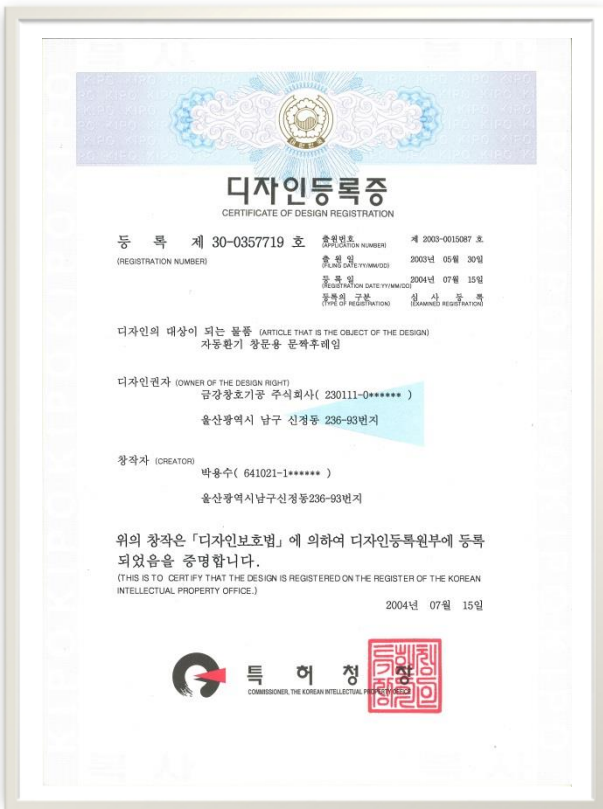 대한민국
디자인등록증
CERTIFICATE OF DESIGN REGISTRATION
등 록 제 30-0357719 호
(REGISTRATION NUMBER)
출원번호 제 2003-0015087 호
(APPLICATION NUMBER)
출원일 2003년 05월 30일
(FILING DATE:YY/MM/DD)
등록일 2004년 07월 15일
(REGISTRATION DATE:YY/MM/DD)
등록의 구분 심 사 등 록
(TYPE OF REGISTRATION) (EXAMINED REGISTRATION)
디자인의 대상이 되는 물품 (ARTICLE THAT IS THE OBJECT OF THE DESIGN)
자동환기 창문용 문짝후레임
디자인권자 (OWNER OF THE DESIGN RIGHT)
금강창호기공 주식회사( 230111-0****** )
울산광역시 남구 신정동 236-93번지
창작자 (CREATOR)
박용수( 641021-1****** )
울산광역시남구신정동236-93번지
위의 창작은 「디자인보호법」에 의하여 디자인등록원부에 등록
되었음을 증명합니다.
(THIS IS TO CERTIFY THAT THE DESIGN IS REGISTERED ON THE REGISTER OF THE KOREAN
INTELLECTUAL PROPERTY OFFICE.)
2004년 07월 15일
특 허 청 장
COMMISSIONER, THE KOREAN INTELLECTUAL PROPERTY OFFICE